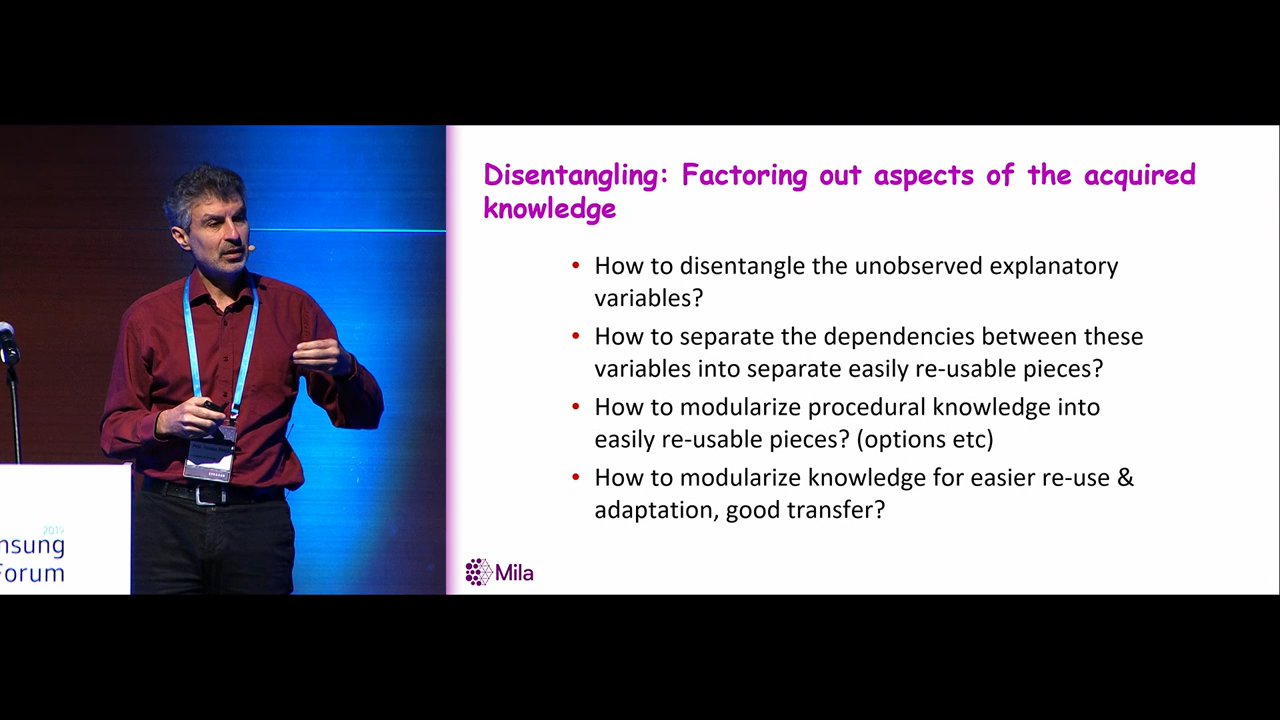 2019
nsung
Forum
Disentangling: Factoring out aspects of the acquired
knowledge
• How to disentangle the unobserved explanatory
variables?
• How to separate the dependencies between these
variables into separate easily re-usable pieces?
• How to modularize procedural knowledge into
easily re-usable pieces? (options etc)
• How to modularize knowledge for easier re-use &
adaptation, good transfer?
Mila